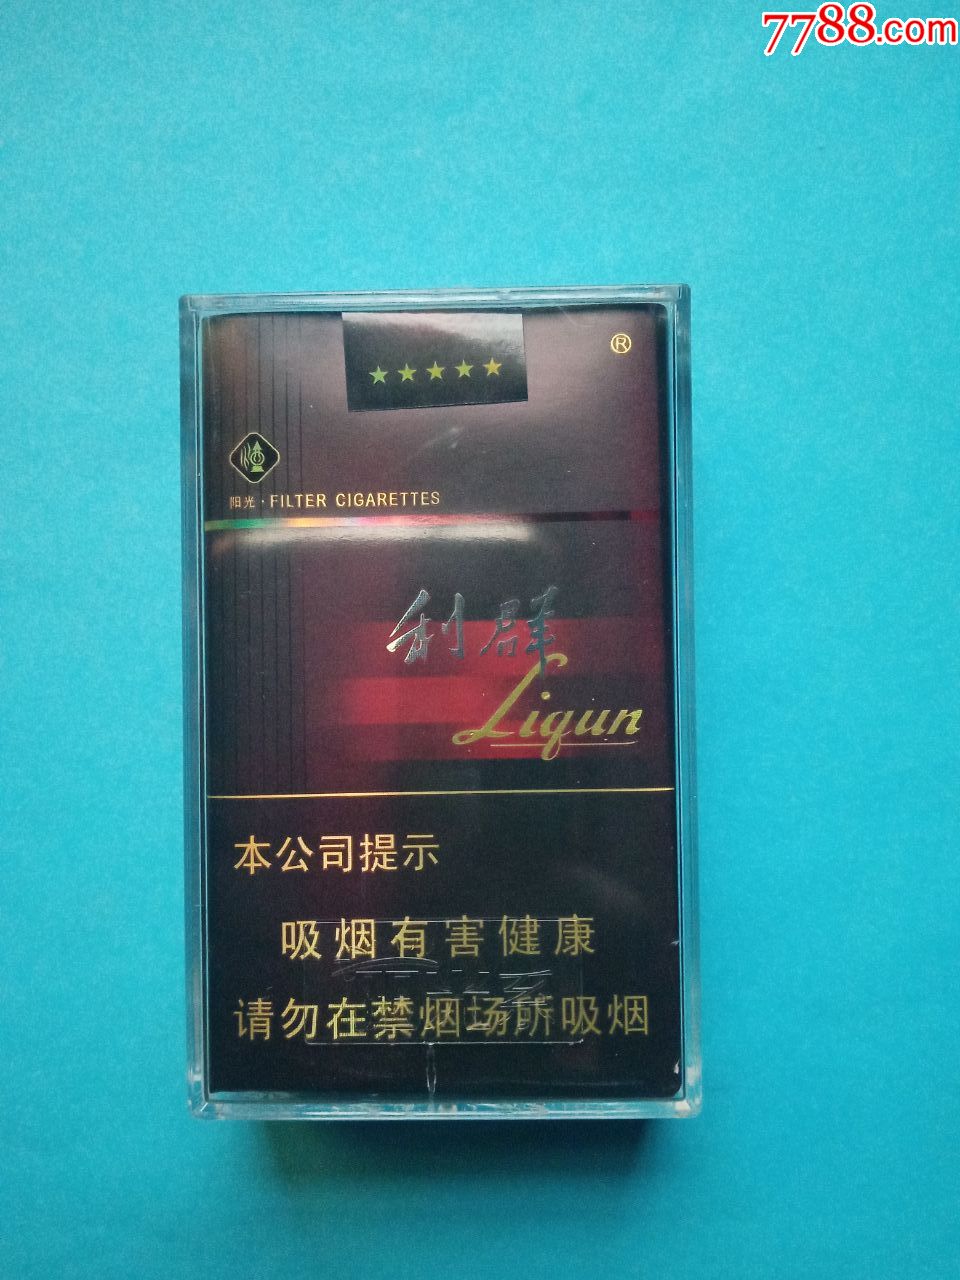 7788.com
®
★★★★★
阳光·FILTER CIGARETTES
利群
Liqun
本公司提示
吸烟有害健康
请勿在禁烟场所吸烟